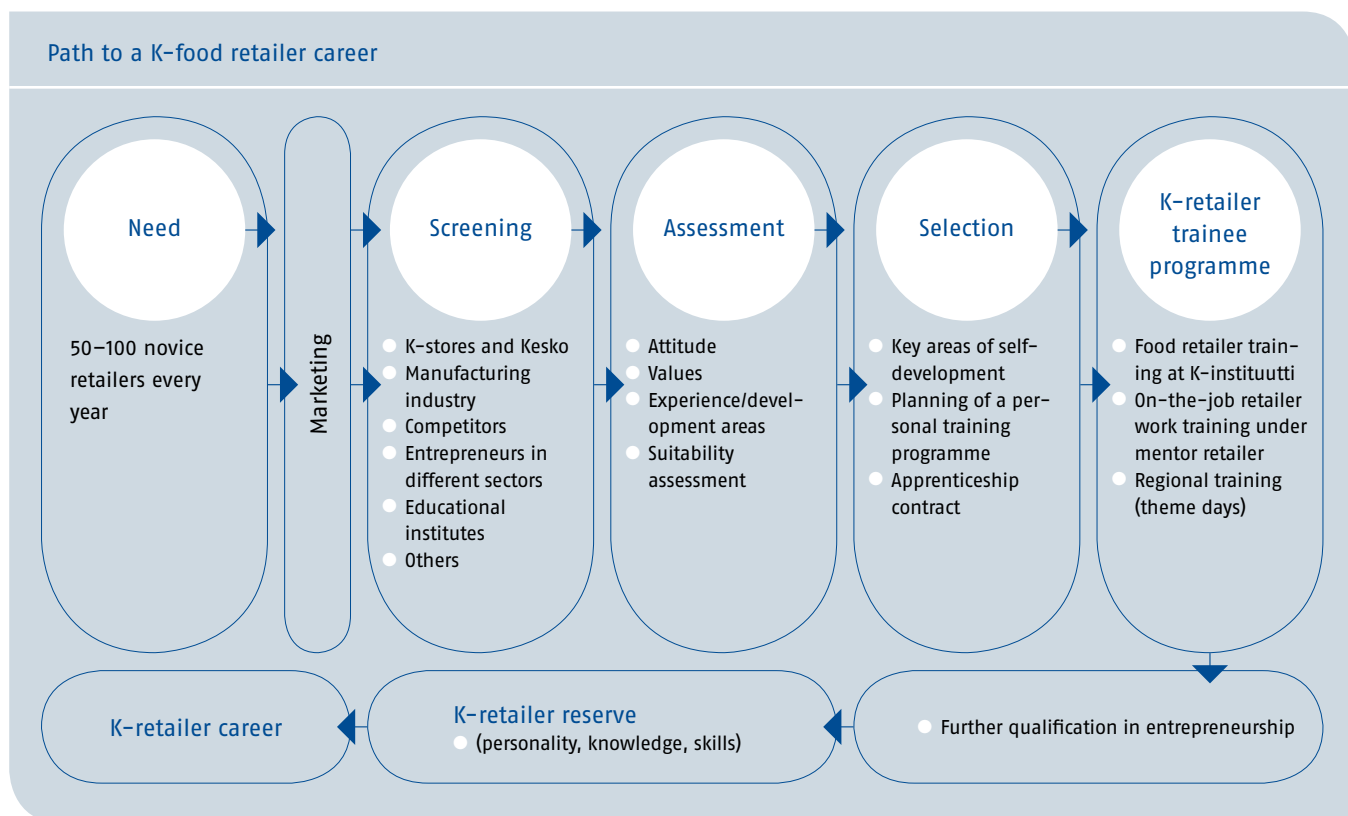 Path to a K-food retailer career
Need
50–100 novice
retailers every
year
Marketing
Screening
K-stores and Kesko
Manufacturing
industry
Competitors
Entrepreneurs in
different sectors
Educational
institutes
Others
Assessment
Attitude
Values
Experience/devel-
opment areas
Suitability
assessment
Selection
Key areas of self-
development
Planning of a per-
sonal training
programme
Apprenticeship
contract
K-retailer
trainee
programme
Food retailer train-
ing at K-instituutti
On-the-job retailer
work training under
mentor retailer
Regional training
(theme days)
K-retailer career
K-retailer reserve
(personality, knowledge, skills)
Further qualification in entrepreneurship